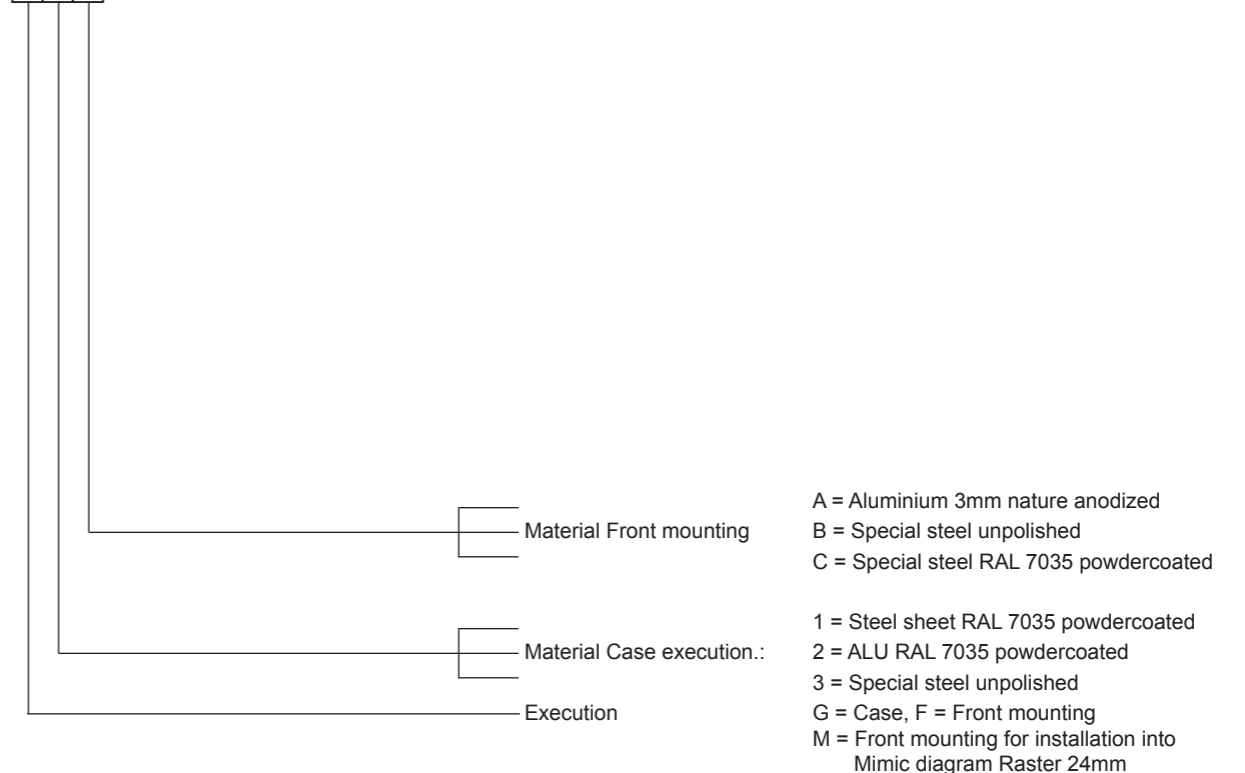 A = Aluminium 3mm nature anodized
Material Front mounting B = Special steel unpolished
C = Special steel RAL 7035 powdercoated
1 = Steel sheet RAL 7035 powdercoated
Material Case execution.: 2 = ALU RAL 7035 powdercoated
3 = Special steel unpolished
Execution G = Case, F = Front mounting
M = Front mounting for installation into
Mimic diagram Raster 24mm